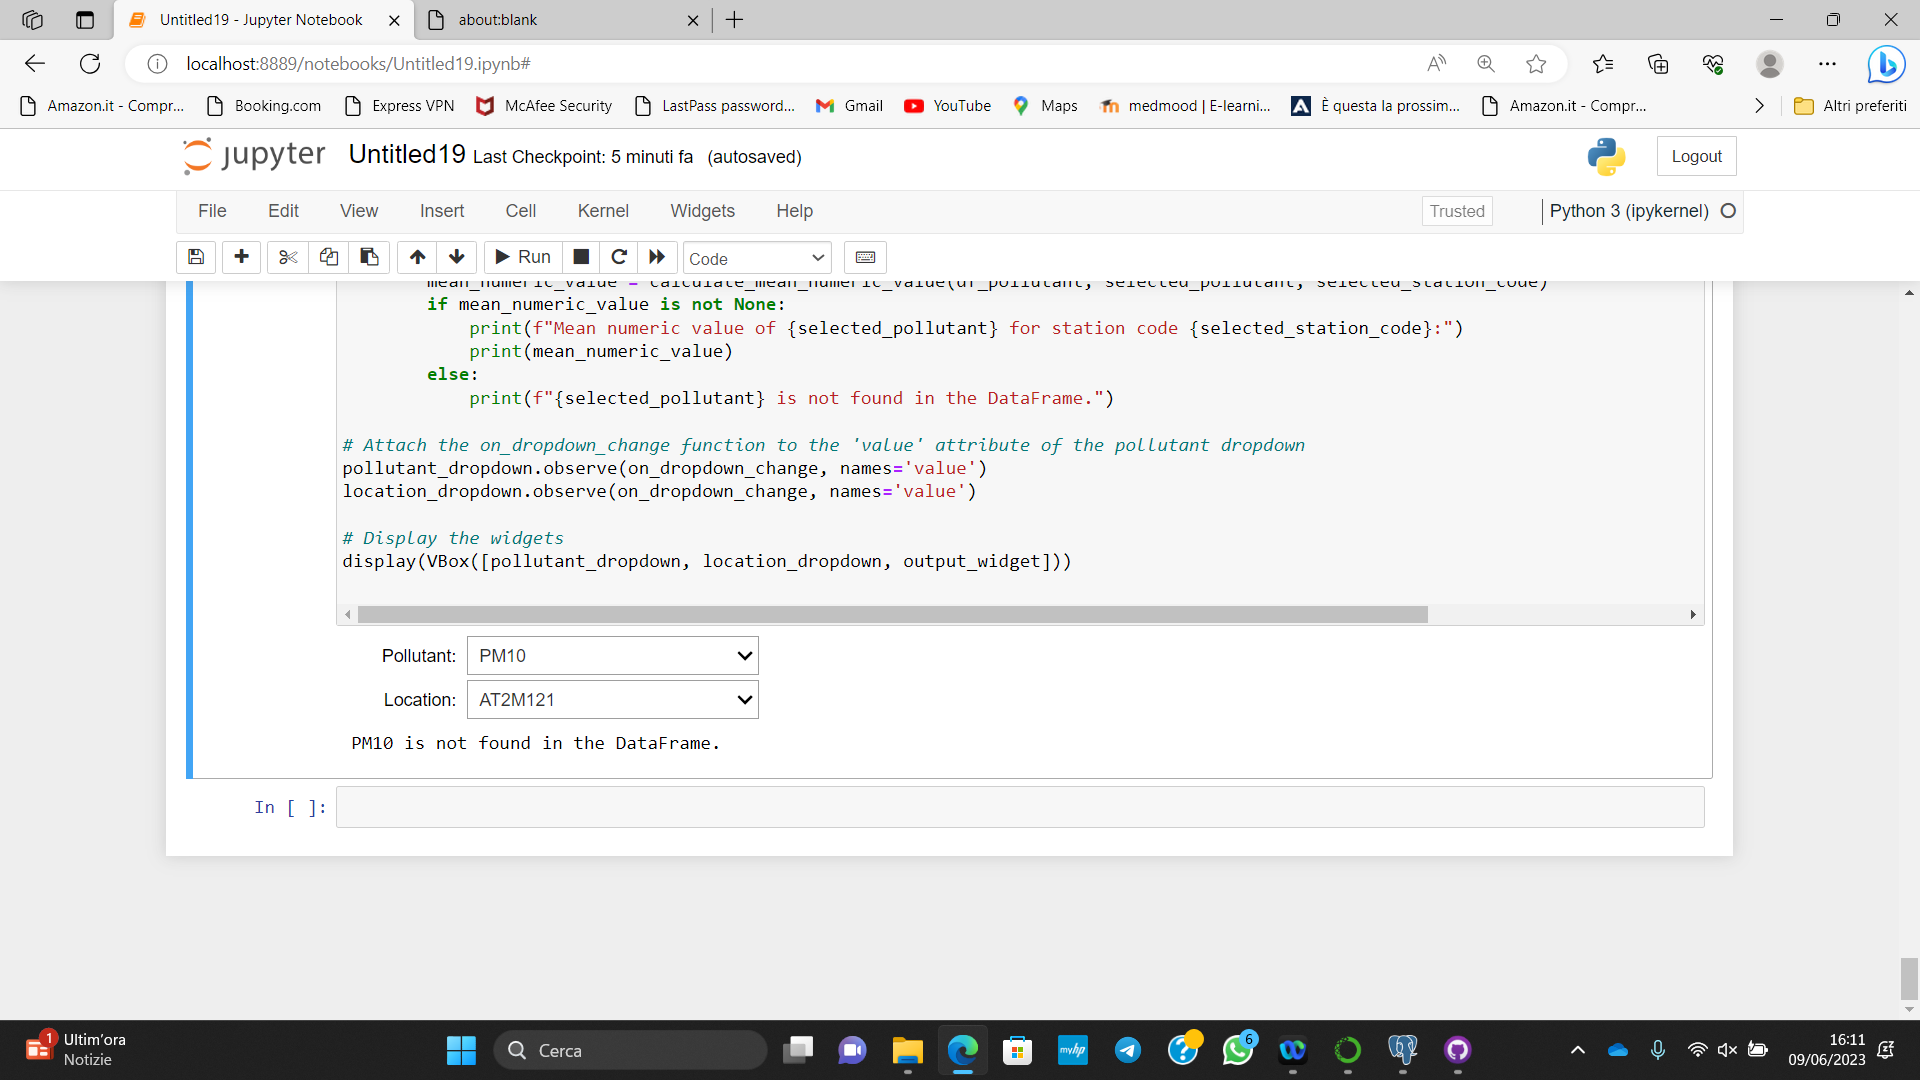 Untitled19 - Jupyter Notebook
about:blank
localhost:8889/notebooks/Untitled19.ipynb#
Amazon.it - Compr... Booking.com Express VPN McAfee Security LastPass password... Gmail YouTube Maps medmood | E-learni... È questa la prossim... Amazon.it - Compr... Altri preferiti
jupyter Untitled19 Last Checkpoint: 5 minuti fa (autosaved) Logout
File Edit View Insert Cell Kernel Widgets Help Trusted Python 3 (ipykernel)
Run Code
mean_numeric_value = calculate_mean_numeric_value(df_pollutant, selected_pollutant, selected_station_code)
if mean_numeric_value is not None:
print(f"Mean numeric value of {selected_pollutant} for station code {selected_station_code}:")
print(mean_numeric_value)
else:
print(f"{selected_pollutant} is not found in the DataFrame.")
# Attach the on_dropdown_change function to the 'value' attribute of the pollutant dropdown
pollutant_dropdown.observe(on_dropdown_change, names='value')
location_dropdown.observe(on_dropdown_change, names='value')
# Display the widgets
display(VBox([pollutant_dropdown, location_dropdown, output_widget]))
Pollutant: PM10
Location: AT2M121
PM10 is not found in the DataFrame.
In [ ]:
1
Ultim'ora
Notizie
Cerca
myhp
6
16:11
09/06/2023